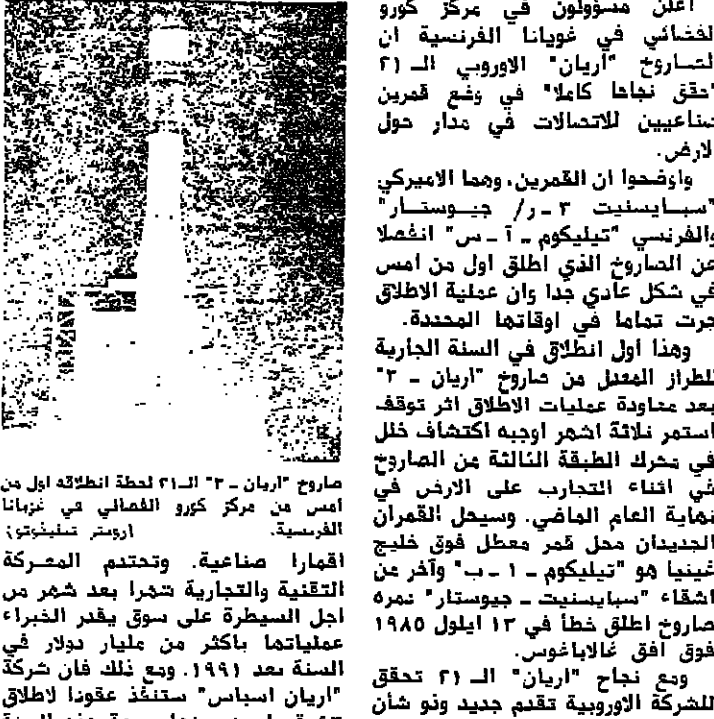 اعلن مسؤولون في مركز كورو
الفضائي في غويانا الفرنسية ان
الصاروخ "اريان" الاوروبي الـ ٢١
"حقق نجاحا كاملا" في وضع قمرين
صناعيين للاتصالات في مدار حول
الارض.
واوضحوا ان القمرين، وهما الاميركي
"سبايسنيت ٣ ـ ر/ جيوستار"
والفرنسي "تيليكوم ـ آ ـ س" انفصلا
عن الصاروخ الذي اطلق اول من امس
في شكل عادي جدا وان عملية الاطلاق
جرت تماما في اوقاتها المحددة.
وهذا أول انطلاق في السنة الجارية
للطراز المعدل من صاروخ "اريان ـ ٣"
بعد معاودة عمليات الاطلاق اثر توقف
استمر ثلاثة اشهر اوجبه اكتشاف خلل
في محرك الطبقة الثالثة من الصاروخ
في اثناء التجارب على الارض في
نهاية العام الماضي. وسيحل القمران
الجديدان محل قمر معطل فوق خليج
غينيا هو "تيليكوم ـ ١ ـ ب" وآخر من
اشقاء "سبايسنيت ـ جيوستار" نمره
صاروخ اطلق خطأ في ١٣ ايلول ١٩٨٥
فوق افق غالاباغوس.
ومع نجاح "اريان" الـ ٢١ تحقق
للشركة الاوروبية تقدم جديد وذو شأن
صاروخ "اريان ـ ٣" الـ٢١ لحظة انطلاقه اول من
أمس من مركز كورو الفضائي في غويانا
الفرنسية.
اقمارا صناعية. وتحتدم المعركة
التقنية والتجارية شهرا بعد شهر من
اجل السيطرة على سوق يقدر الخبراء
عملياتها باكثر من مليار دولار في
السنة بعد ١٩٩١. ومع ذلك فان شركة
"اريان اسباس" ستنفذ عقودا لاطلاق